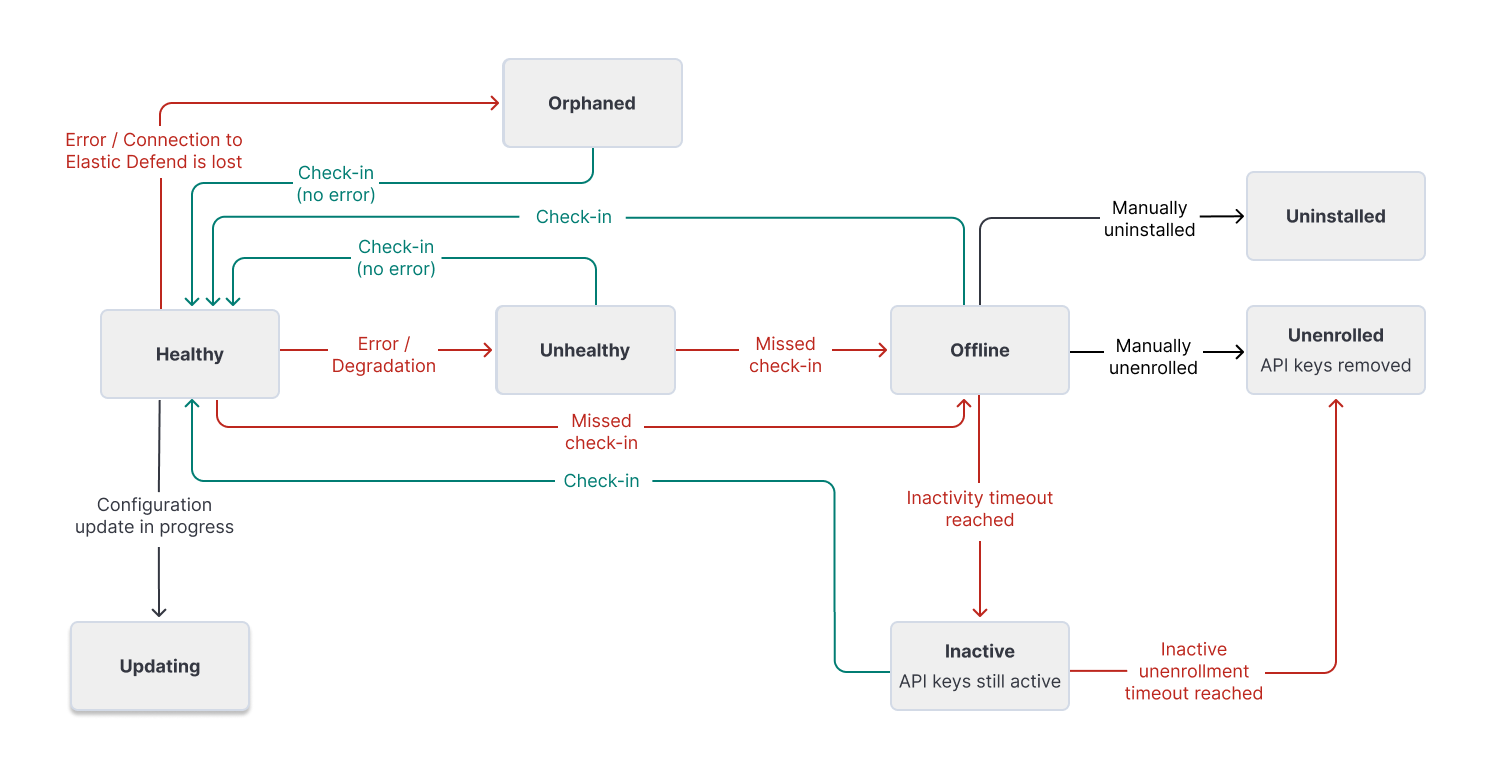 Orphaned
Error / Connection to
Elastic Defend is lost
Check-in
(no error)
Check-in
Manually
uninstalled
Uninstalled
Check-in
(no error)
Healthy
Error /
Degradation
Unhealthy
Missed
check-in
Offline
Manually
unenrolled
Unenrolled
API keys removed
Missed
check-in
Check-in
Configuration
update in progress
Inactivity timeout
reached
Updating
Inactive
API keys still active
Inactive
unenrollment
timeout reached